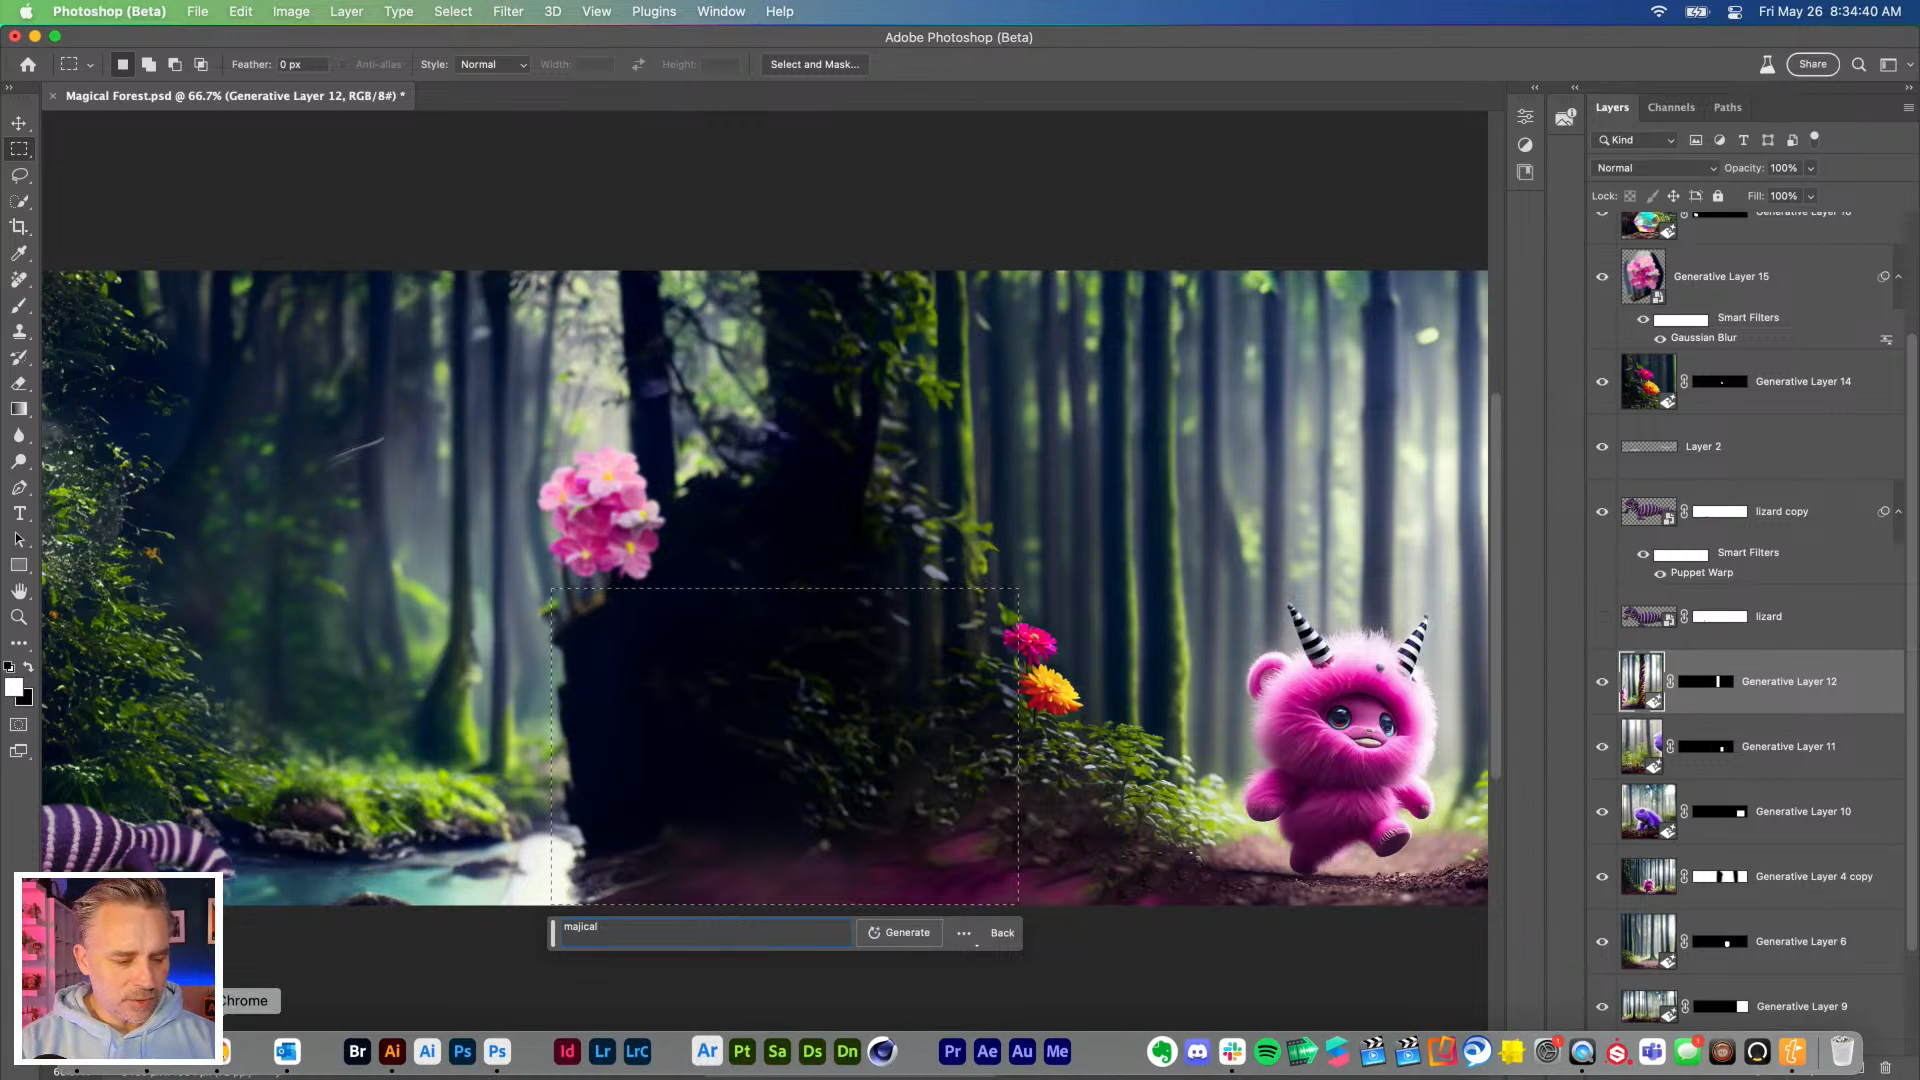 Photoshop (Beta) File Edit Image Layer Type Select Filter 3D View Plugins Window Help Fri May 26 8:34:40 AM
Adobe Photoshop (Beta)
Feather: 0 px Anti-alias Style: Normal Width: Height: Select and Mask... Share
Magical Forest.psd @ 66.7% (Generative Layer 12, RGB/8#) *
Layers Channels Paths
Kind
Normal Opacity: 100%
Lock: Fill: 100%
Generative Layer 15
Smart Filters
Gaussian Blur
Generative Layer 14
Layer 2
lizard copy
Smart Filters
Puppet Warp
lizard
Generative Layer 12
Generative Layer 11
Generative Layer 10
Generative Layer 4 copy
Generative Layer 6
Generative Layer 9
majical
Generate ••• Back
Chrome
Br Ai Ai Ps Ps Id Lr LrC Ar Pt Sa Ds Dn Pr Ae Au Me